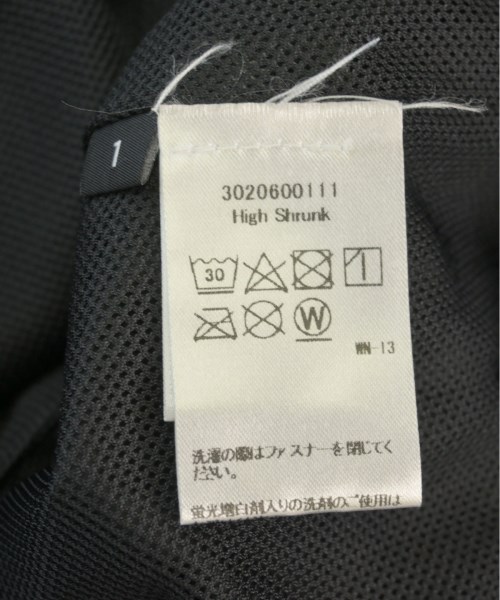 1
3020600111
High Shrunk
30
W
WN-13
洗濯の際はファスナーを閉じてく
ださい。
蛍光増白剤入りの洗剤のご使用は